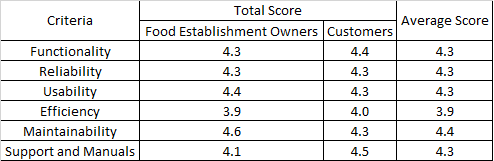 Criteria Total Score Average Score
Food Establishment Owners Customers
Functionality 4.3 4.4 4.3
Reliability 4.3 4.3 4.3
Usability 4.4 4.3 4.3
Efficiency 3.9 4.0 3.9
Maintainability 4.6 4.3 4.4
Support and Manuals 4.1 4.5 4.3